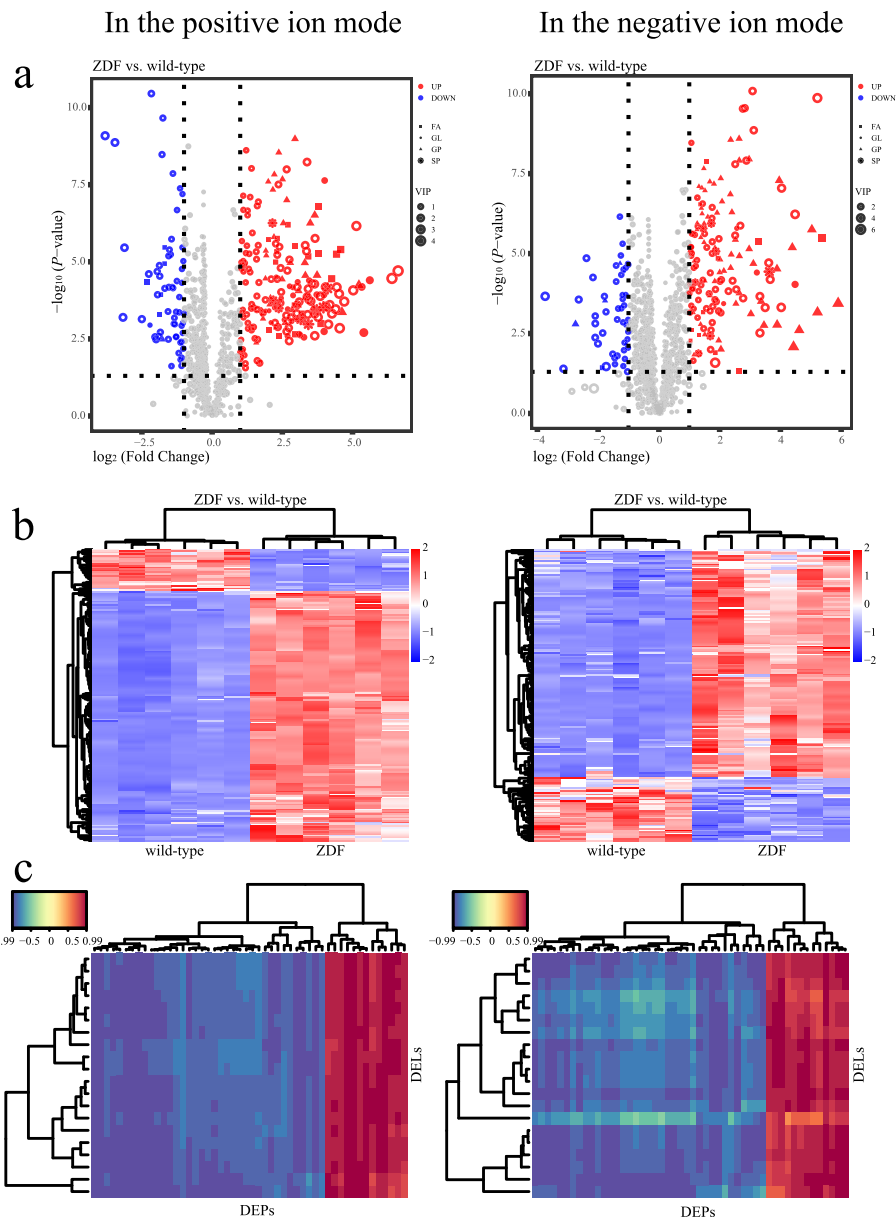 In the positive ion mode
In the negative ion mode
a
ZDF vs. wild-type
10.0
7.5
5.0
2.5
0.0
−log₁₀ (P−value)
−2.5
0.0
2.5
5.0
log₂ (Fold Change)
UP
DOWN
FA
GL
GP
SP
VIP
1
2
3
4
ZDF vs. wild-type
10.0
7.5
5.0
2.5
0.0
−log₁₀ (P−value)
−4
−2
0
2
4
6
log₂ (Fold Change)
UP
DOWN
FA
GL
GP
SP
VIP
2
4
6
b
ZDF vs. wild-type
2
1
0
−1
−2
wild-type
ZDF
ZDF vs. wild-type
2
1
0
−1
−2
wild-type
ZDF
c
).99 −0.5 0 0.5 0.99
DELs
DEPs
−0.99 −0.5 0 0.5 0.99
DELs
DEPs